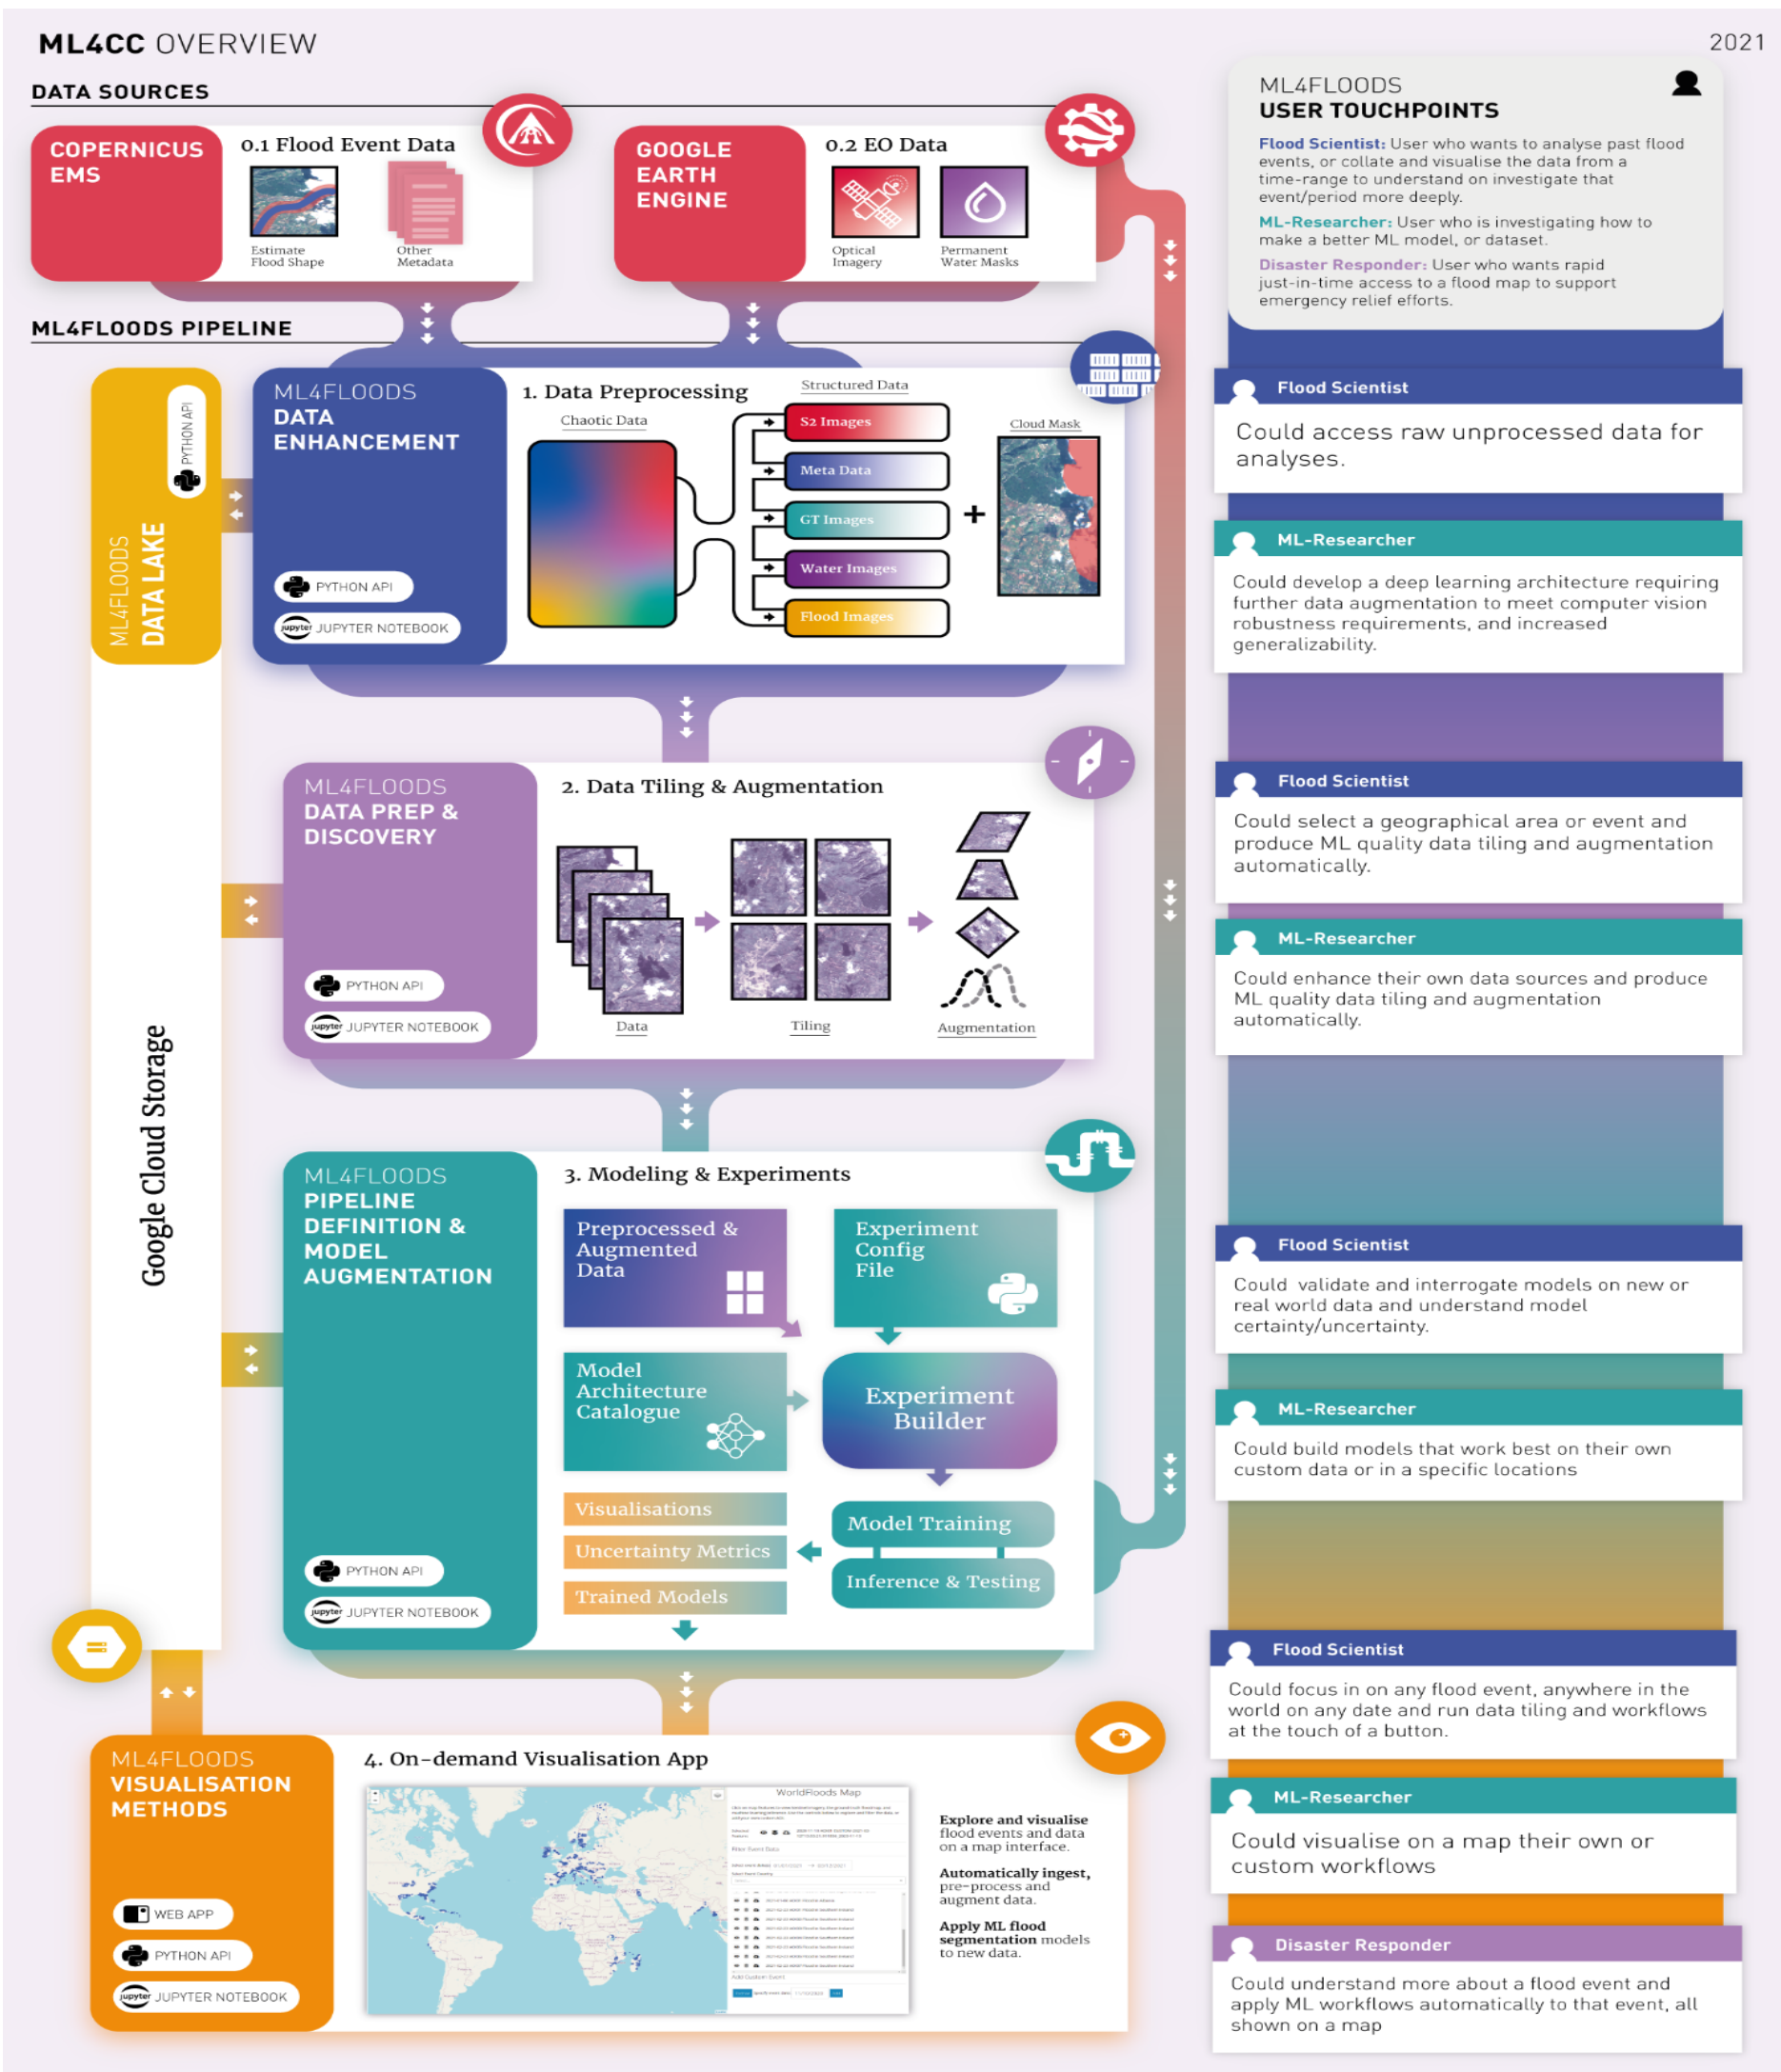 ML4CC OVERVIEW
2021
DATA SOURCES
COPERNICUS
EMS
0.1 Flood Event Data
Estimate
Flood Shape
Other
Metadata
GOOGLE
EARTH
ENGINE
0.2 EO Data
Optical
Imagery
Permanent
Water Masks
ML4FLOODS
USER TOUCHPOINTS
Flood Scientist: User who wants to analyse past flood
events, or collate and visualise the data from a
time-range to understand on investigate that
event/period more deeply.
ML-Researcher: User who is investigating how to
make a better ML model, or dataset.
Disaster Responder: User who wants rapid
just-in-time access to a flood map to support
emergency relief efforts.
ML4FLOODS PIPELINE
ML4FLOODS
DATA LAKE
PYTHON API
Google Cloud Storage
ML4FLOODS
DATA
ENHANCEMENT
PYTHON API
jupyter JUPYTER NOTEBOOK
1. Data Preprocessing
Chaotic Data
Structured Data
S2 Images
Meta Data
GT Images
Water Images
Flood Images
+
Cloud Mask
Flood Scientist
Could access raw unprocessed data for
analyses.
ML-Researcher
Could develop a deep learning architecture requiring
further data augmentation to meet computer vision
robustness requirements, and increased
generalizability.
ML4FLOODS
DATA PREP &
DISCOVERY
PYTHON API
jupyter JUPYTER NOTEBOOK
2. Data Tiling & Augmentation
Data
Tiling
Augmentation
Flood Scientist
Could select a geographical area or event and
produce ML quality data tiling and augmentation
automatically.
ML-Researcher
Could enhance their own data sources and produce
ML quality data tiling and augmentation
automatically.
ML4FLOODS
PIPELINE
DEFINITION &
MODEL
AUGMENTATION
PYTHON API
jupyter JUPYTER NOTEBOOK
3. Modeling & Experiments
Preprocessed &
Augmented
Data
Experiment
Config
File
Model
Architecture
Catalogue
Experiment
Builder
Visualisations
Uncertainty Metrics
Trained Models
Model Training
Inference & Testing
Flood Scientist
Could validate and interrogate models on new or
real world data and understand model
certainty/uncertainty.
ML-Researcher
Could build models that work best on their own
custom data or in a specific locations
ML4FLOODS
VISUALISATION
METHODS
WEB APP
PYTHON API
jupyter JUPYTER NOTEBOOK
4. On-demand Visualisation App
WorldFloods Map
Filter Event Data
Add Custom Event
Explore and visualise
flood events and data
on a map interface.
Automatically ingest,
pre-process and
augment data.
Apply ML flood
segmentation models
to new data.
Flood Scientist
Could focus in on any flood event, anywhere in the
world on any date and run data tiling and workflows
at the touch of a button.
ML-Researcher
Could visualise on a map their own or
custom workflows
Disaster Responder
Could understand more about a flood event and
apply ML workflows automatically to that event, all
shown on a map